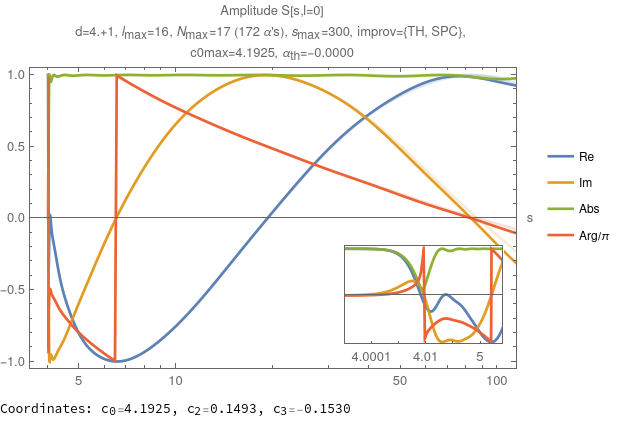 Amplitude S[s,l=0]
d=4.+1, lmax=16, Nmax=17 (172 α's), smax=300, improv={TH, SPC},
c0max=4.1925, αth=-0.0000
1.0
0.5
0.0
-0.5
-1.0
5
10
50
100
s
Re
Im
Abs
Arg/π
4.0001
4.01
5
Coordinates: c0=4.1925, c2=0.1493, c3=-0.1530